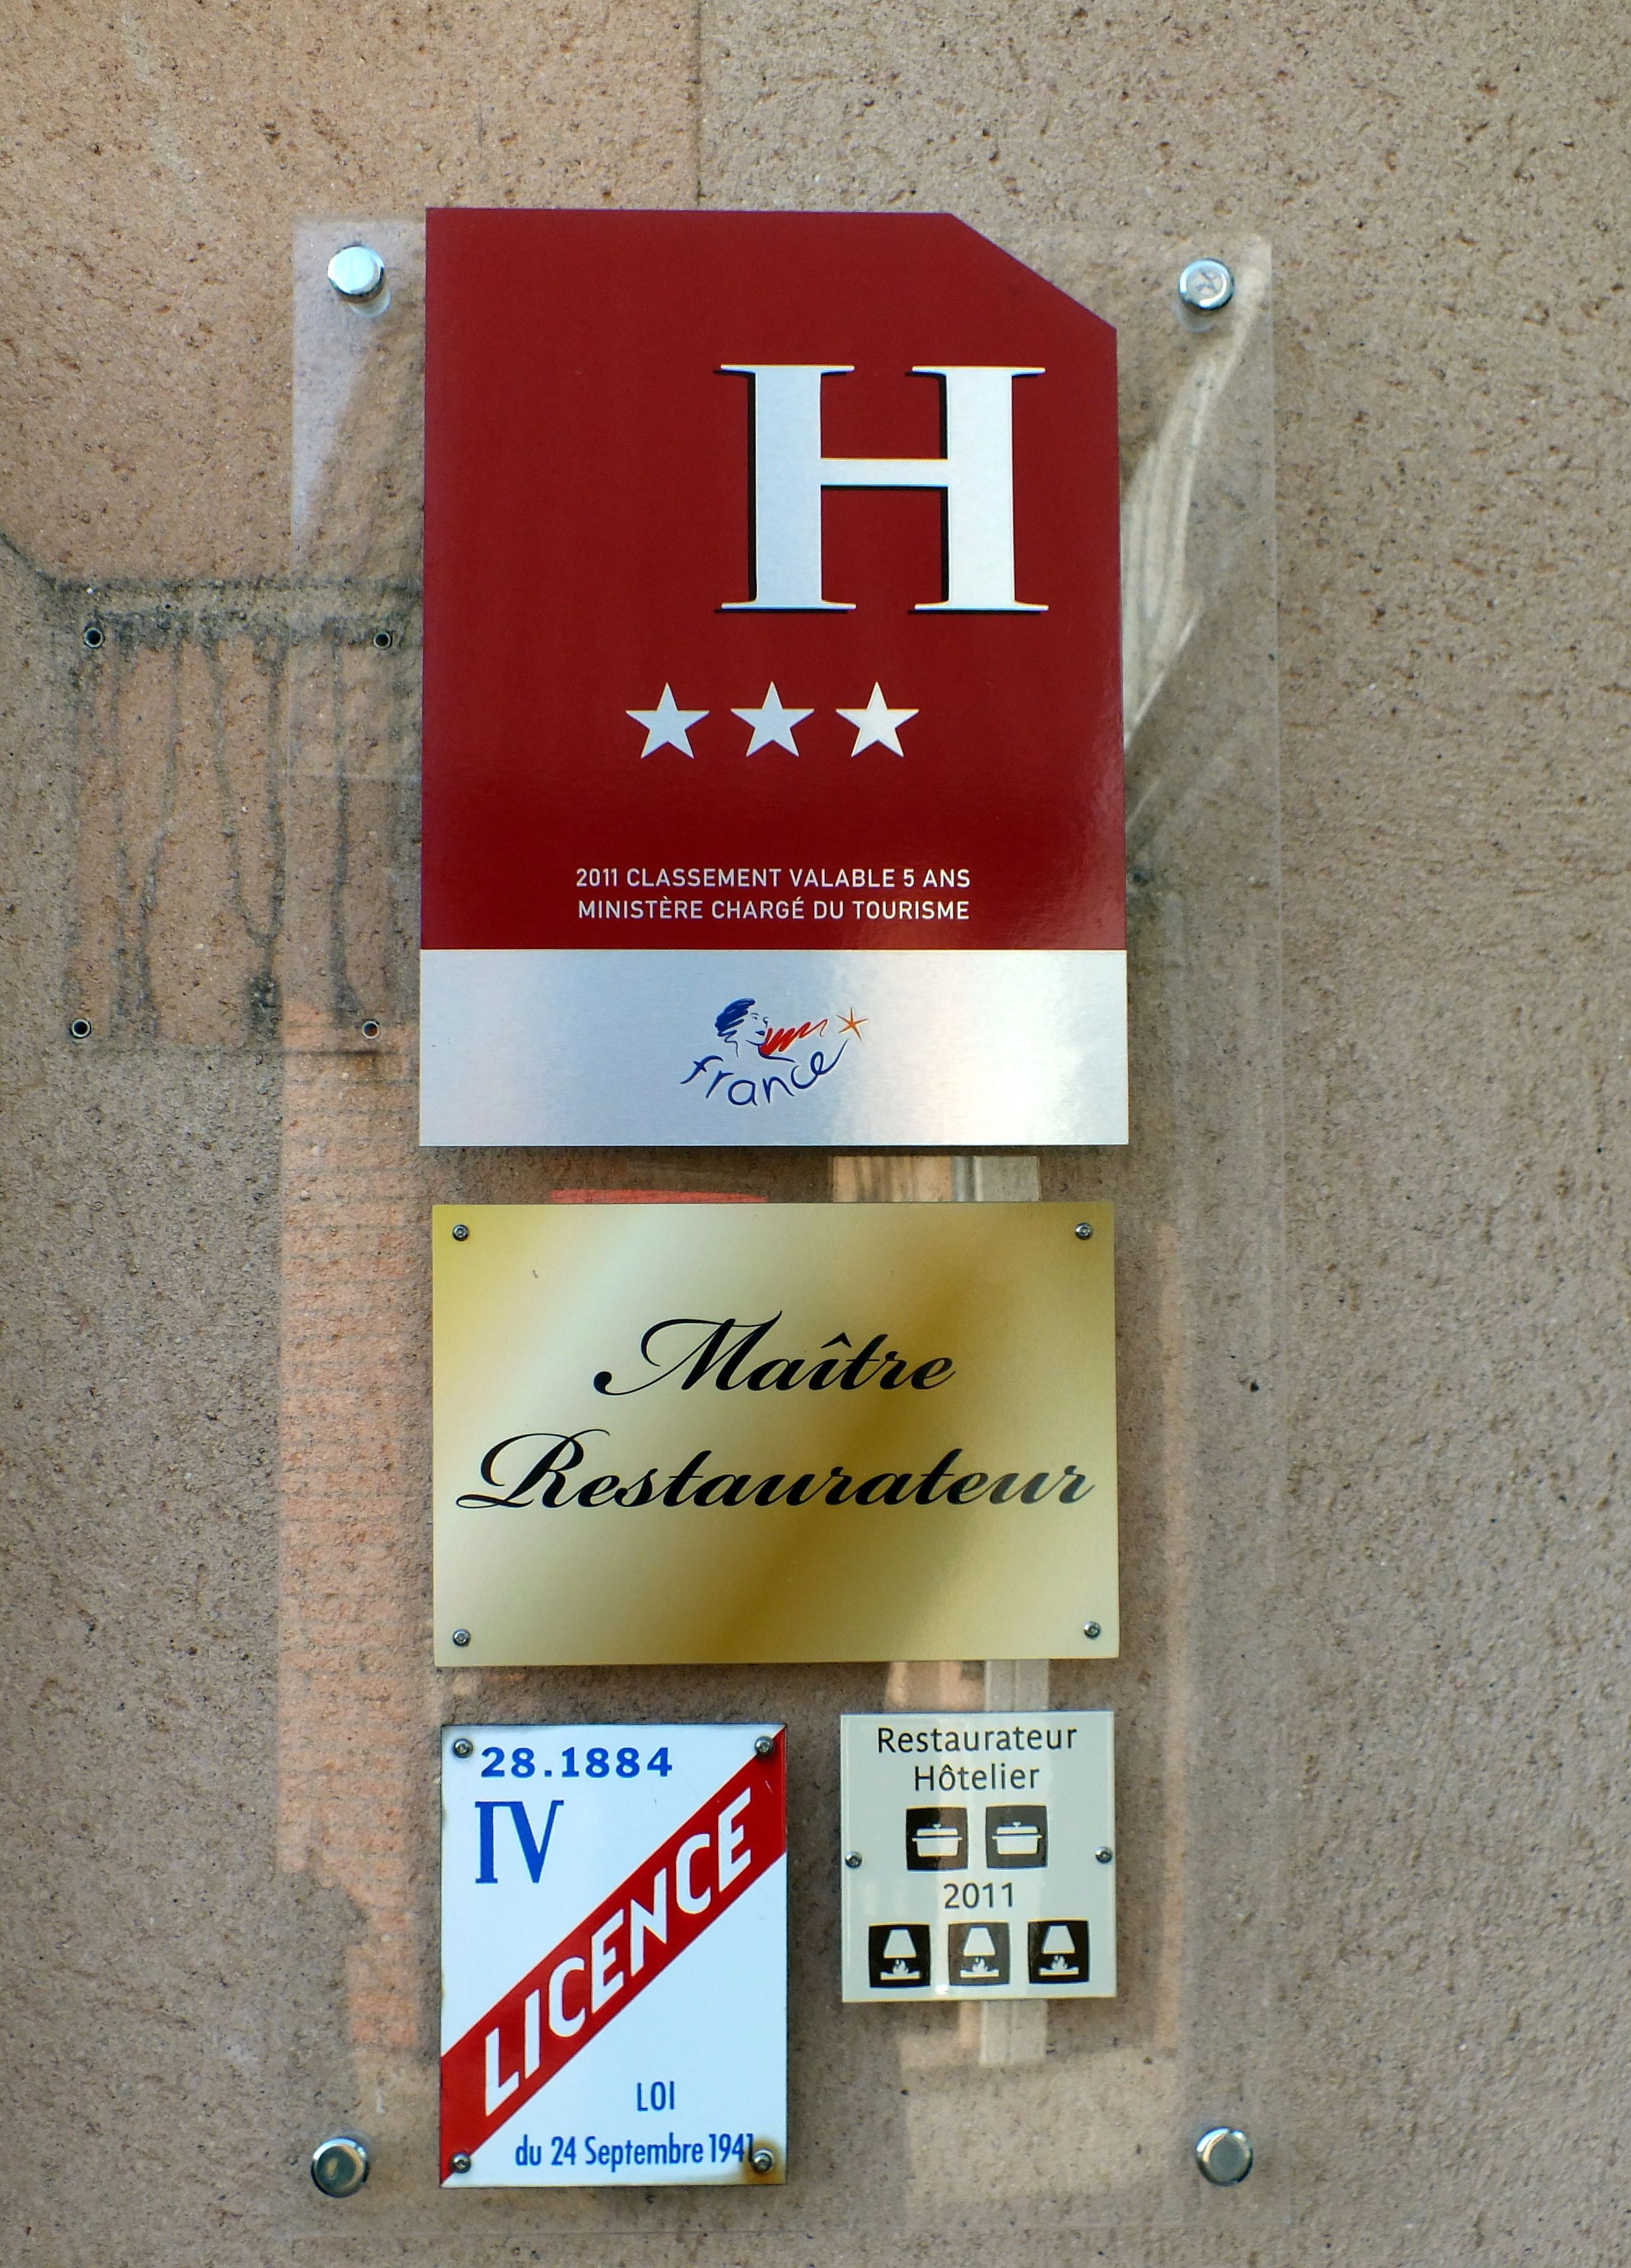 H
2011 CLASSEMENT VALABLE 5 ANS
MINISTÈRE CHARGÉ DU TOURISME
france
Maître
Restaurateur
28.1884
IV
LICENCE
LOI
du 24 Septembre 1941
Restaurateur
Hôtelier
2011